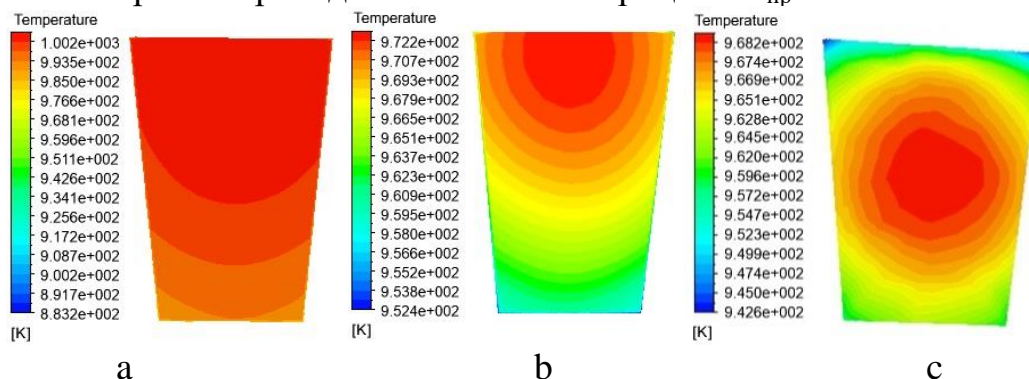 Temperature
1.002e+003
9.935e+002
9.850e+002
9.766e+002
9.681e+002
9.596e+002
9.511e+002
9.426e+002
9.341e+002
9.256e+002
9.172e+002
9.087e+002
9.002e+002
8.917e+002
8.832e+002
[K]
a
Temperature
9.722e+002
9.707e+002
9.693e+002
9.679e+002
9.665e+002
9.651e+002
9.637e+002
9.623e+002
9.609e+002
9.595e+002
9.580e+002
9.566e+002
9.552e+002
9.538e+002
9.524e+002
[K]
b
Temperature
9.682e+002
9.674e+002
9.669e+002
9.651e+002
9.628e+002
9.645e+002
9.620e+002
9.596e+002
9.547e+002
9.523e+002
9.499e+002
9.474e+002
9.450e+002
9.426e+002
[K]
c